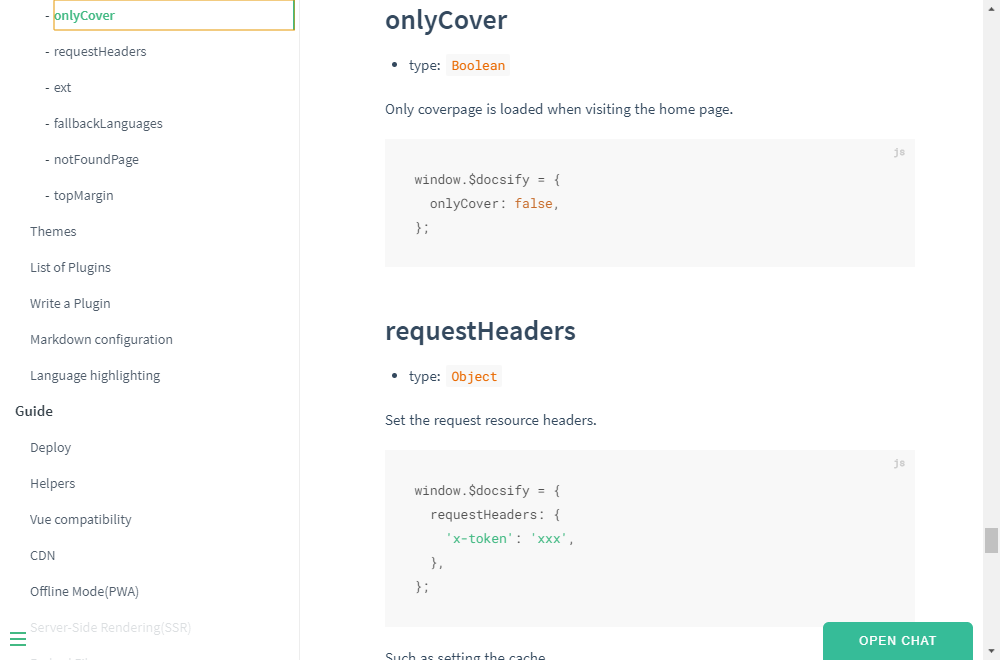 - onlyCover
- requestHeaders
- ext
- fallbackLanguages
- notFoundPage
- topMargin
Themes
List of Plugins
Write a Plugin
Markdown configuration
Language highlighting
Guide
Deploy
Helpers
Vue compatibility
CDN
Offline Mode(PWA)
Server-Side Rendering(SSR)
onlyCover
• type: Boolean
Only coverpage is loaded when visiting the home page.
js
window.$docsify = {
  onlyCover: false,
};
requestHeaders
• type: Object
Set the request resource headers.
js
window.$docsify = {
  requestHeaders: {
    'x-token': 'xxx',
  },
};
Such as setting the cache
OPEN CHAT